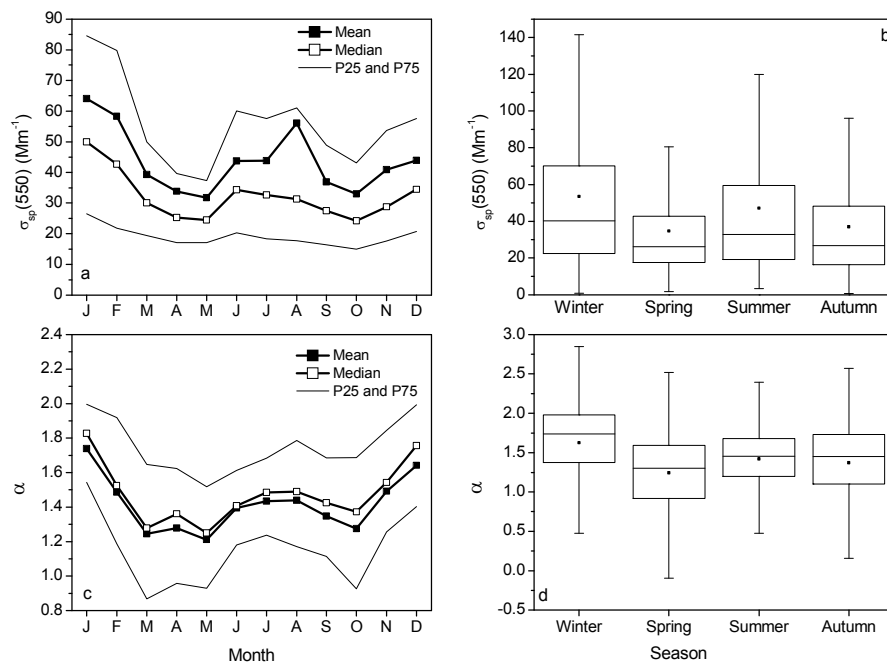 90
80
70
60
50
40
30
20
10
0
σsp(550) (Mm⁻¹)
Mean
Median
P25 and P75
a
J F M A M J J A S O N D
140
120
100
80
60
40
20
0
σsp(550) (Mm⁻¹)
b
Winter Spring Summer Autumn
2.4
2.2
2.0
1.8
1.6
1.4
1.2
1.0
0.8
α
Mean
Median
P25 and P75
c
J F M A M J J A S O N D
Month
3.0
2.5
2.0
1.5
1.0
0.5
0.0
-0.5
α
d
Winter Spring Summer Autumn
Season